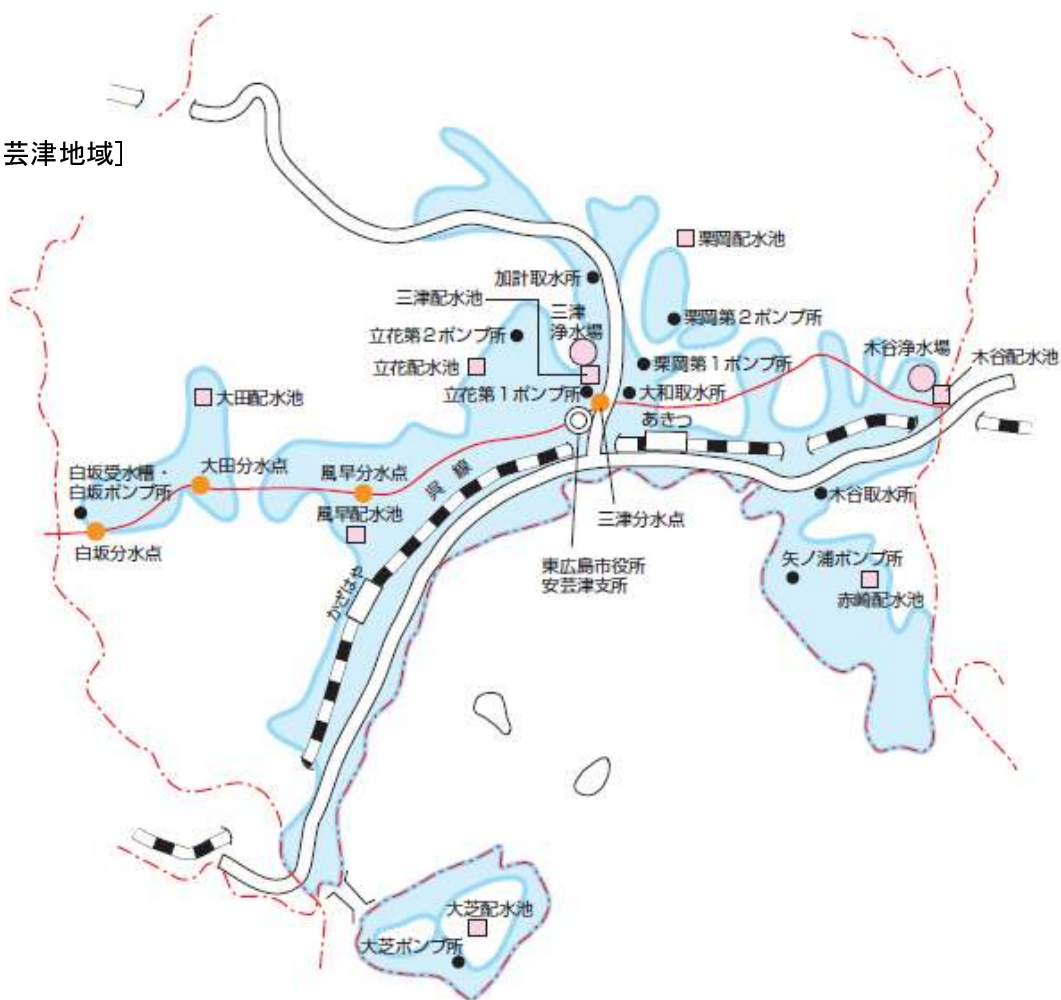 芸津地域]
栗岡配水池
加計取水所
三津配水池
三津
浄水場
立花第2ポンプ所
栗岡第2ポンプ所
立花配水池
栗岡第1ポンプ所
木谷浄水場
木谷配水池
大田配水池
立花第1ポンプ所
大和取水所
あきつ
白坂受水槽・
白坂ポンプ所
大田分水点
風早分水点
呉線
木谷取水所
風早配水池
三津分水点
白坂分水点
東広島市役所
安芸津支所
矢ノ浦ポンプ所
赤崎配水池
かざはや
大芝配水池
大芝ポンプ所